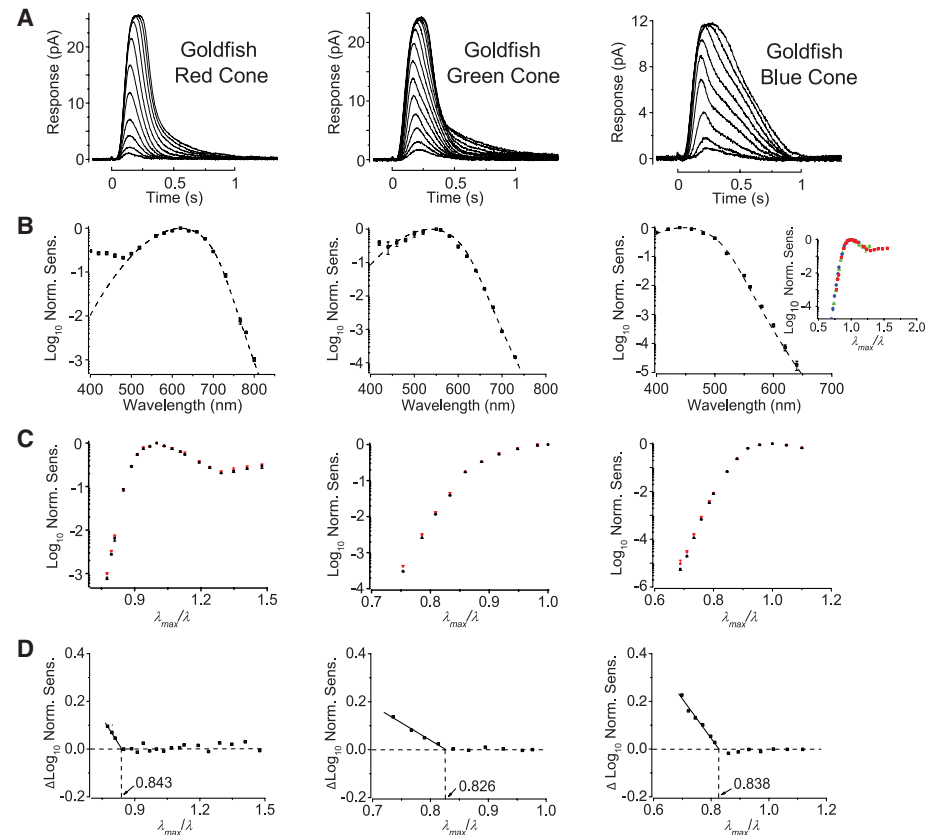 A
Response (pA)
20
10
0
Goldfish
Red Cone
0
0.5
1
Time (s)
Response (pA)
20
10
0
Goldfish
Green Cone
0
0.5
1
Time (s)
Response (pA)
12
8
4
0
Goldfish
Blue Cone
0
0.5
1
Time (s)
B
Log10 Norm. Sens.
0
-1
-2
-3
400 500 600 700 800
Wavelength (nm)
Log10 Norm. Sens.
0
-1
-2
-3
-4
400 500 600 700 800
Wavelength (nm)
Log10 Norm. Sens.
0
-1
-2
-3
-4
-5
400 500 600 700
Wavelength (nm)
Log10 Norm. Sens.
0
-2
-4
0.5 1.0 1.5 2.0
λmax/λ
C
Log10 Norm. Sens.
0
-1
-2
-3
0.9 1.2 1.5
λmax/λ
Log10 Norm. Sens.
0
-1
-2
-3
-4
0.7 0.8 0.9 1.0
λmax/λ
Log10 Norm. Sens.
0
-2
-4
-6
0.6 0.8 1.0 1.2
λmax/λ
D
ΔLog10 Norm. Sens.
0.4
0.2
0.0
-0.2
0.843
0.9 1.2 1.5
λmax/λ
ΔLog10 Norm. Sens.
0.4
0.2
0.0
-0.2
0.826
0.7 0.8 0.9 1.0
λmax/λ
Δ Log10 Norm. Sens.
0.4
0.2
0.0
-0.2
0.838
0.6 0.8 1.0 1.2
λmax/λ